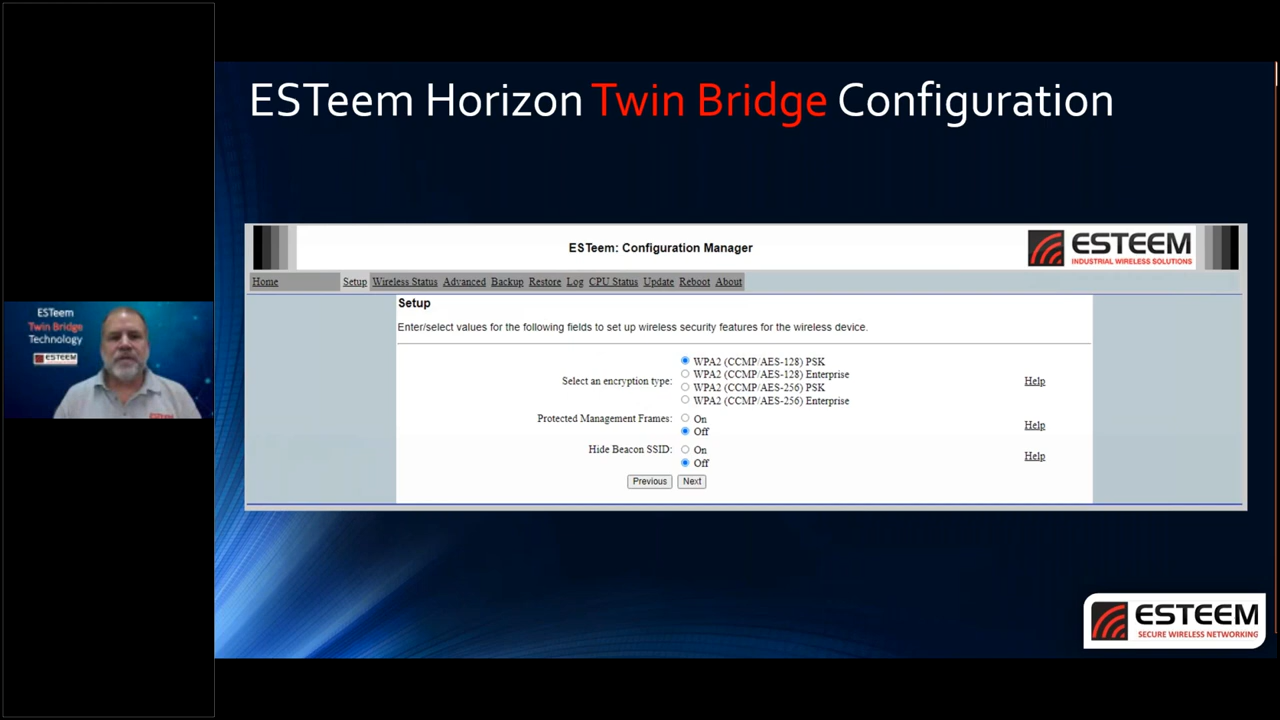 ESTeem Horizon Twin Bridge Configuration
ESTeem: Configuration Manager
ESTEEM
INDUSTRIAL WIRELESS SOLUTIONS
Home Setup Wireless Status Advanced Backup Restore Log CPU Status Update Reboot About
Setup
Enter/select values for the following fields to set up wireless security features for the wireless device.
Select an encryption type:
WPA2 (CCMP/AES-128) PSK
WPA2 (CCMP/AES-128) Enterprise
WPA2 (CCMP/AES-256) PSK
WPA2 (CCMP/AES-256) Enterprise
Help
Protected Management Frames:
On
Off
Help
Hide Beacon SSID:
On
Off
Help
Previous Next
ESTeem
Twin Bridge
Technology
ESTEEM
ESTEEM
SECURE WIRELESS NETWORKING